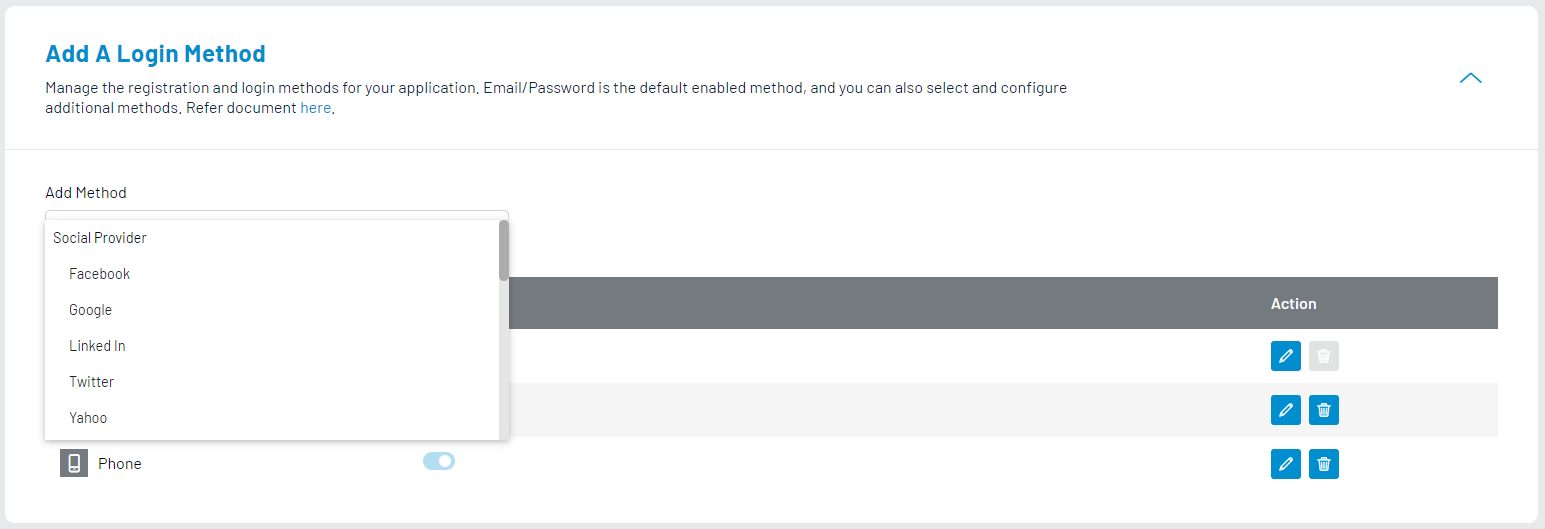 Add A Login Method
Manage the registration and login methods for your application. Email/Password is the default enabled method, and you can also select and configure
additional methods. Refer document here.
Add Method
Social Provider
Facebook
Google
Linked In
Twitter
Yahoo
Action
Phone